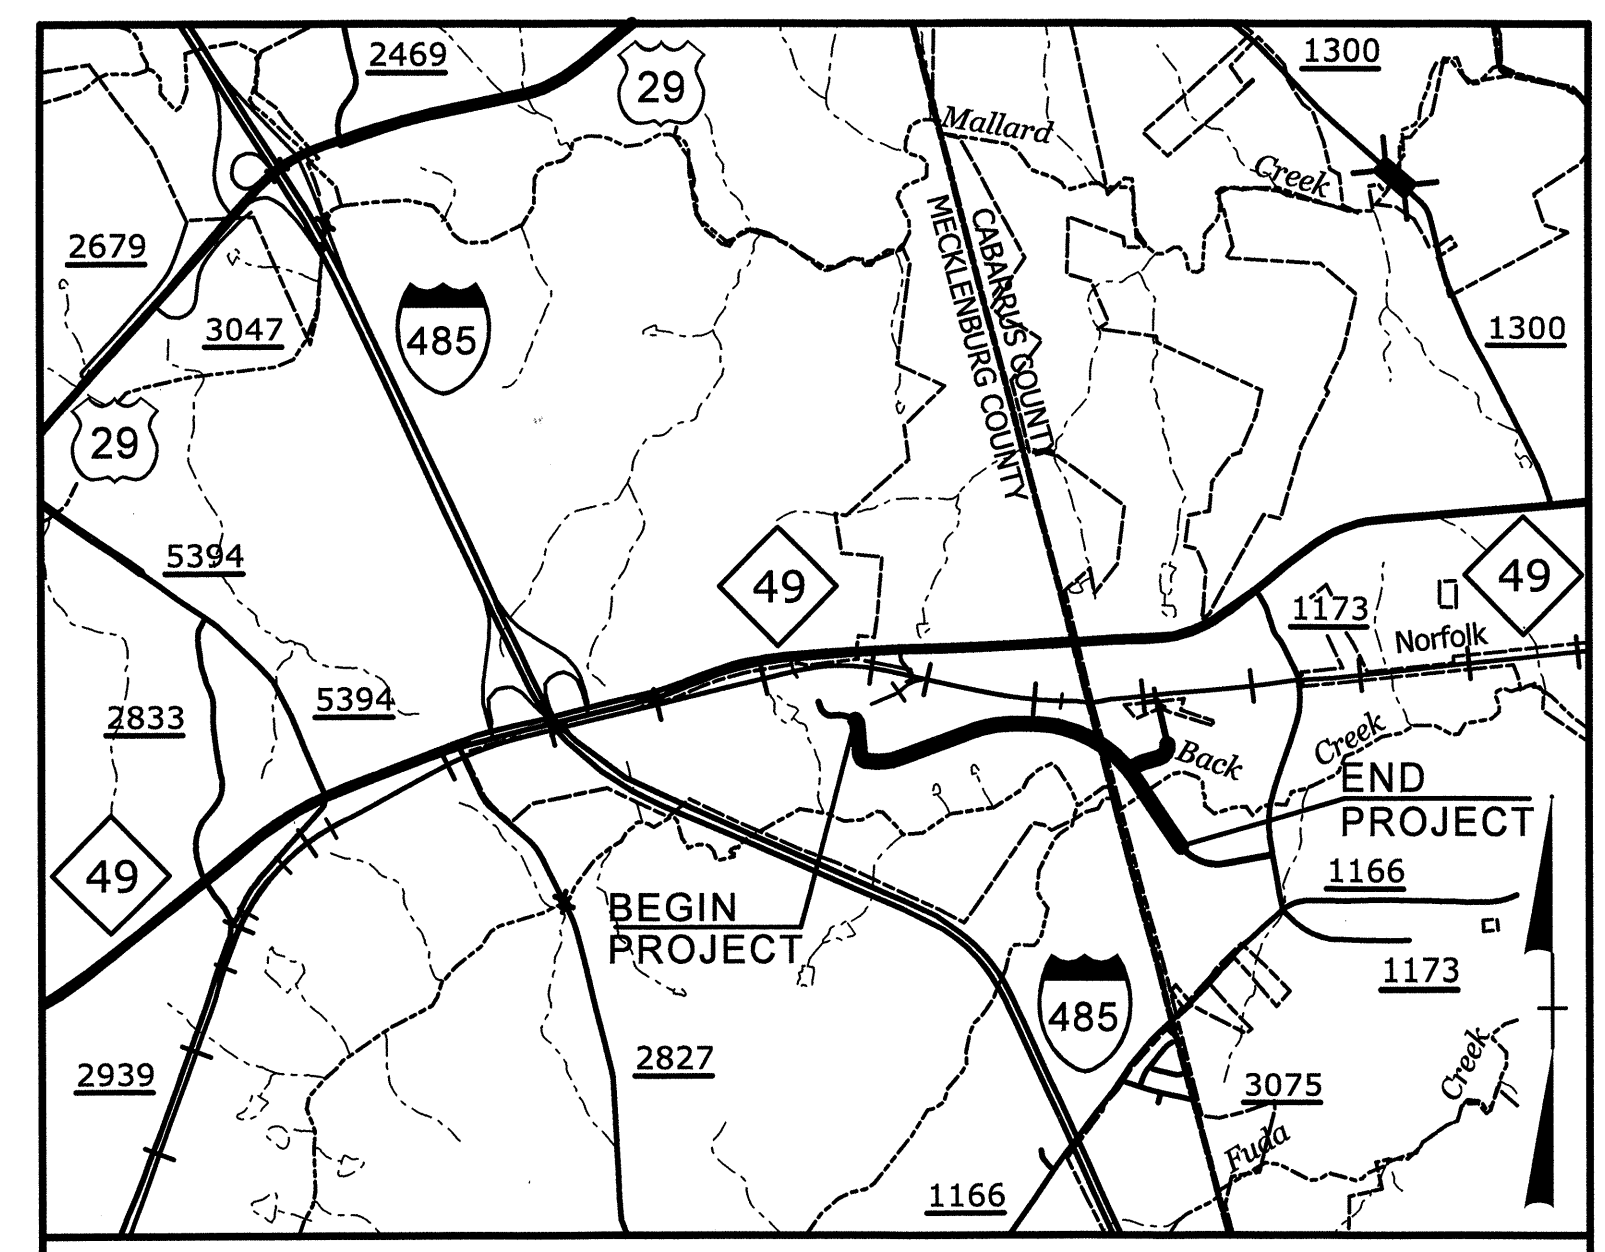 2469
29
1300
Mallard
Creek
2679
CABARRUS COUNTY
MECKLENBURG COUNTY
3047
485
1300
29
5394
49
49
1173
Norfolk
5394
2833
Creek
Back
END
PROJECT
49
1166
BEGIN
PROJECT
1173
485
2827
2939
3075
Creek
Fuda
1166